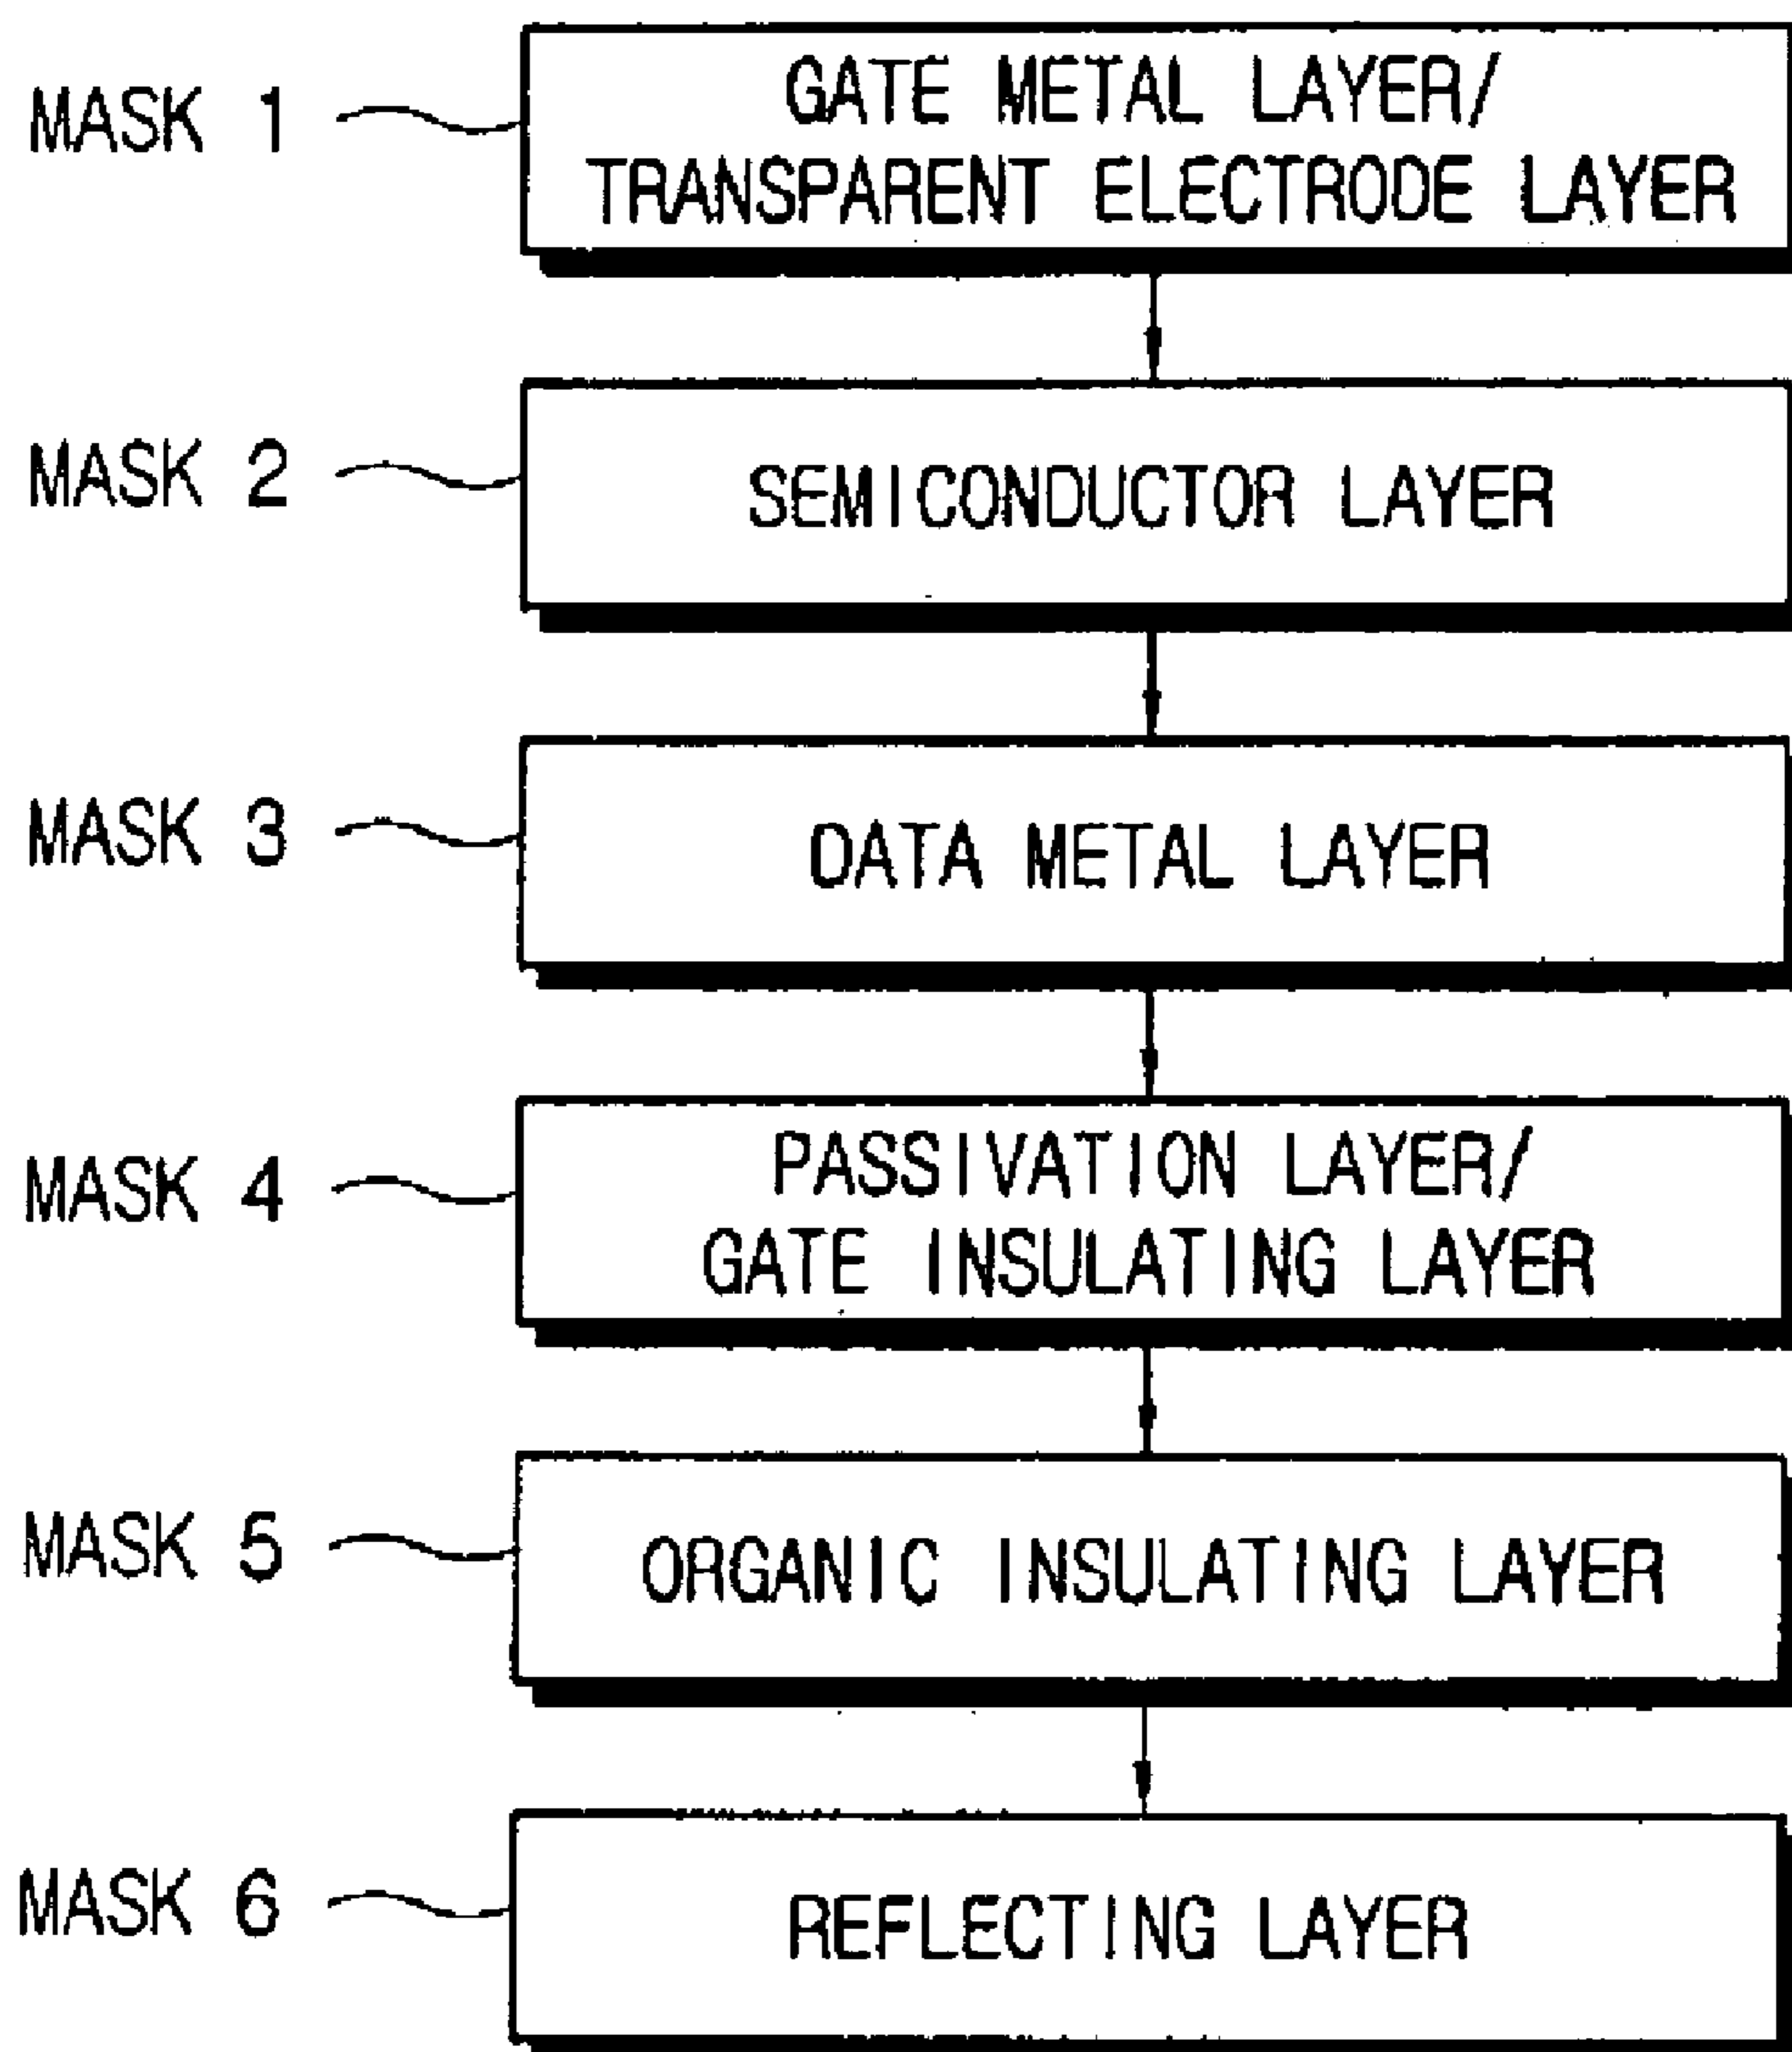 MASK 1
GATE METAL LAYER/
TRANSPARENT ELECTRODE LAYER
MASK 2
SEMICONDUCTOR LAYER
MASK 3
DATA METAL LAYER
MASK 4
PASSIVATION LAYER/
GATE INSULATING LAYER
MASK 5
ORGANIC INSULATING LAYER
MASK 6
REFLECTING LAYER